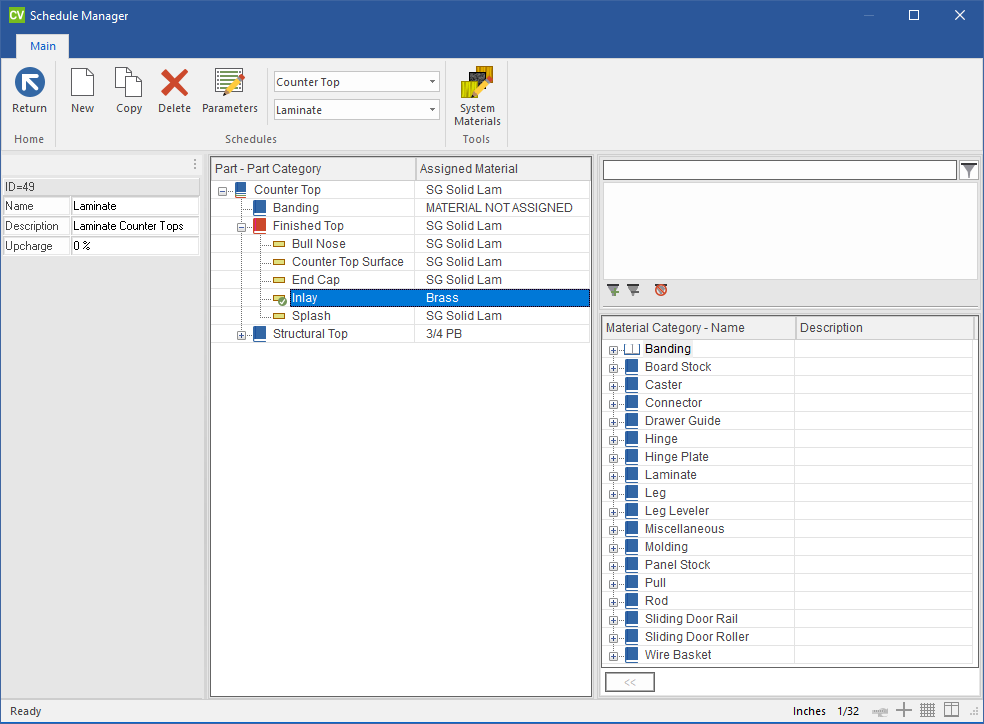 CV Schedule Manager
Main
Return
New
Copy
Delete
Parameters
Counter Top
Laminate
System
Materials
Home
Schedules
Tools
ID=49
Name Laminate
Description Laminate Counter Tops
Upcharge 0 %
Part - Part Category Assigned Material
Counter Top SG Solid Lam
Banding MATERIAL NOT ASSIGNED
Finished Top SG Solid Lam
Bull Nose SG Solid Lam
Counter Top Surface SG Solid Lam
End Cap SG Solid Lam
Inlay Brass
Splash SG Solid Lam
Structural Top 3/4 PB
Material Category - Name Description
Banding
Board Stock
Caster
Connector
Drawer Guide
Hinge
Hinge Plate
Laminate
Leg
Leg Leveler
Miscellaneous
Molding
Panel Stock
Pull
Rod
Sliding Door Rail
Sliding Door Roller
Wire Basket
<<
Ready
Inches 1/32